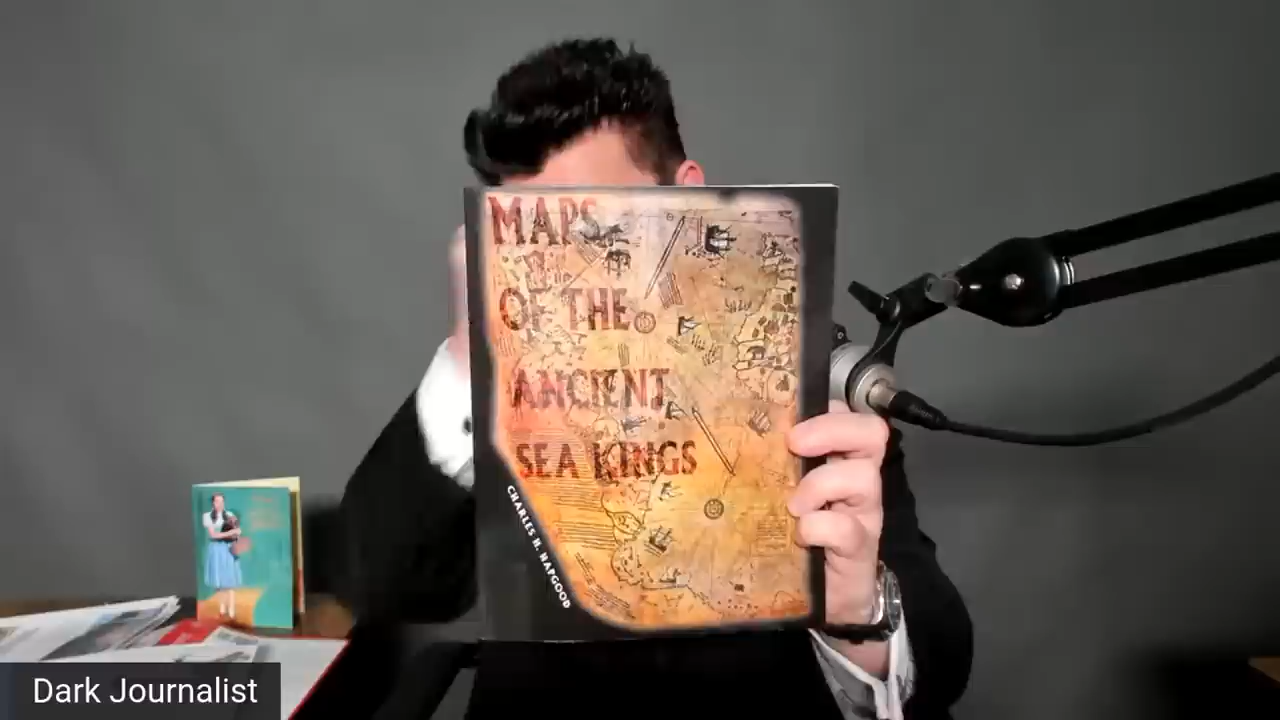 MAPS
OF THE
ANCIENT
SEA KINGS
CHARLES H. HAPGOOD
Dark Journalist